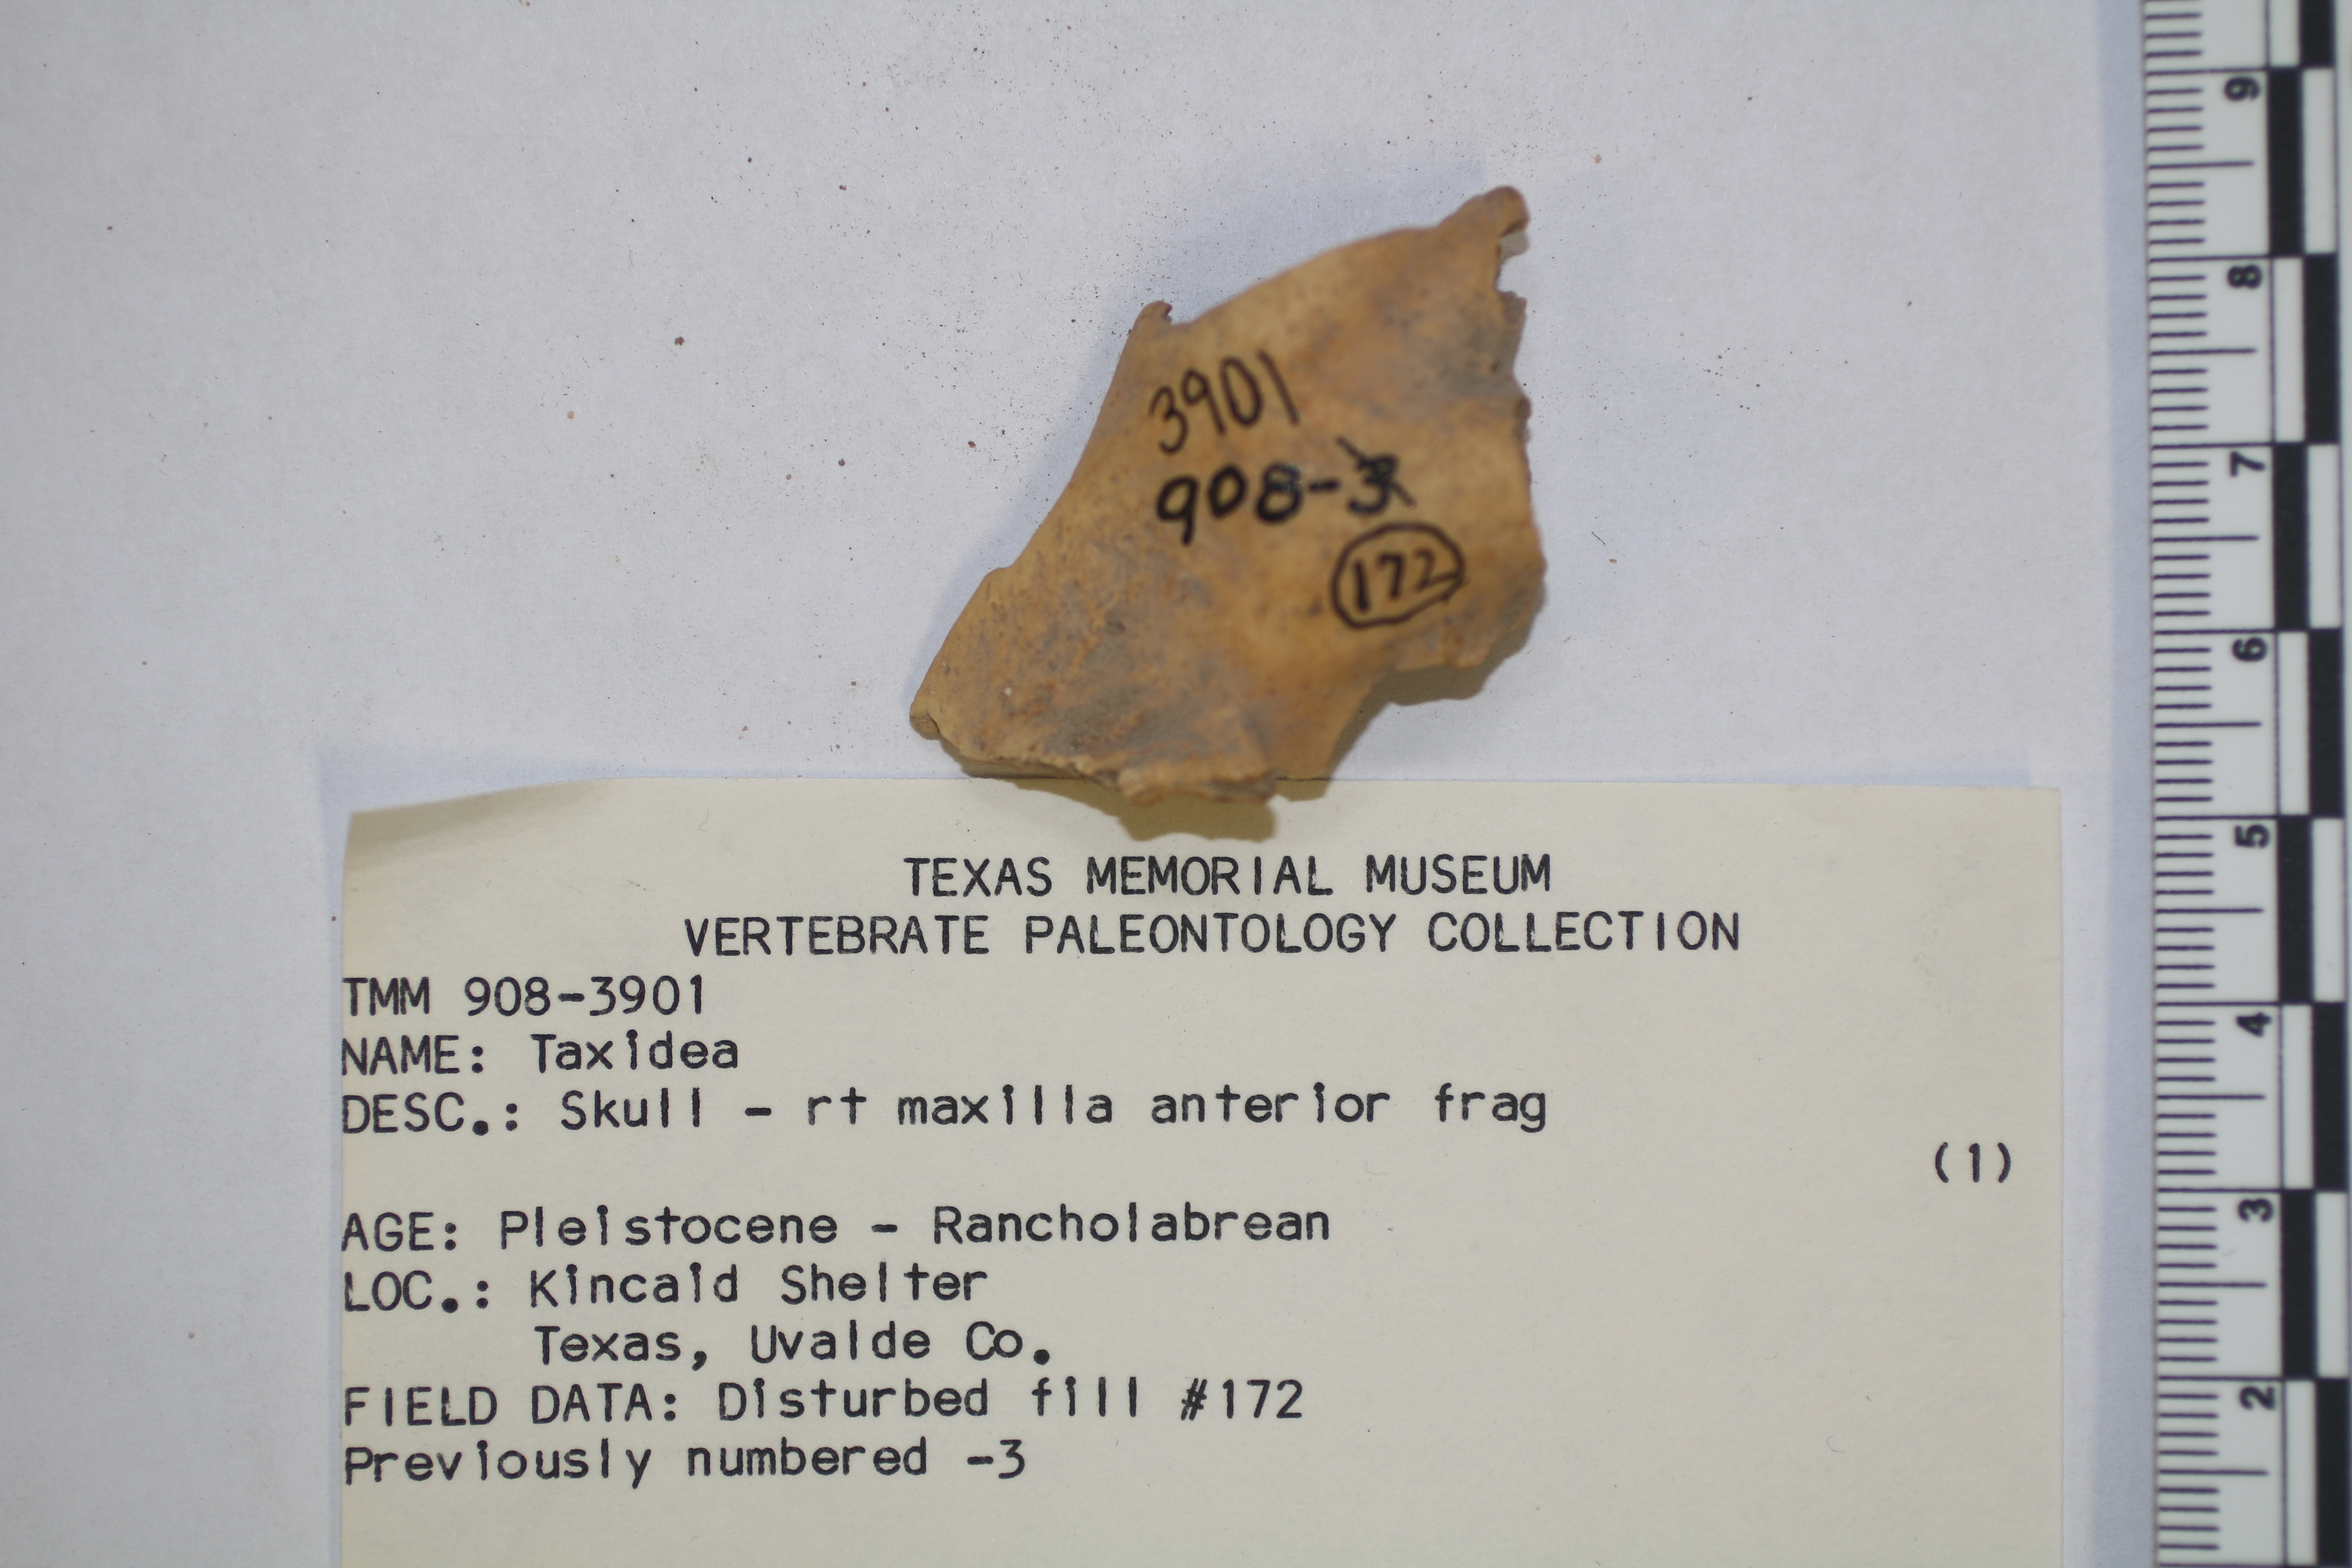 3901
908-3
172
TEXAS MEMORIAL MUSEUM
VERTEBRATE PALEONTOLOGY COLLECTION
TMM 908-3901
NAME: Taxidea
DESC.: Skull - rt maxilla anterior frag
(1)
AGE: Pleistocene - Rancholabrean
LOC.: Kincaid Shelter
Texas, Uvalde Co.
FIELD DATA: Disturbed fill #172
Previously numbered -3
9
8
7
6
5
4
3
2